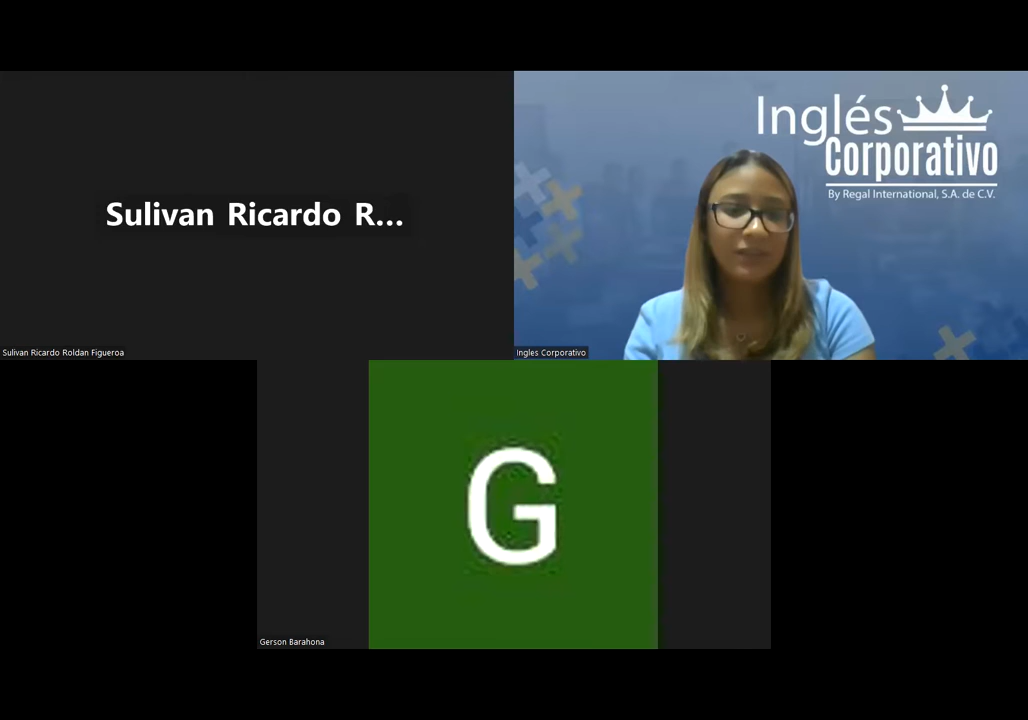 Sulivan Ricardo R...
Sulivan Ricardo Roldan Figueroa
Inglés
Corporativo
By Regal International, S.A. de C.V.
Ingles Corporativo
G
Gerson Barahona